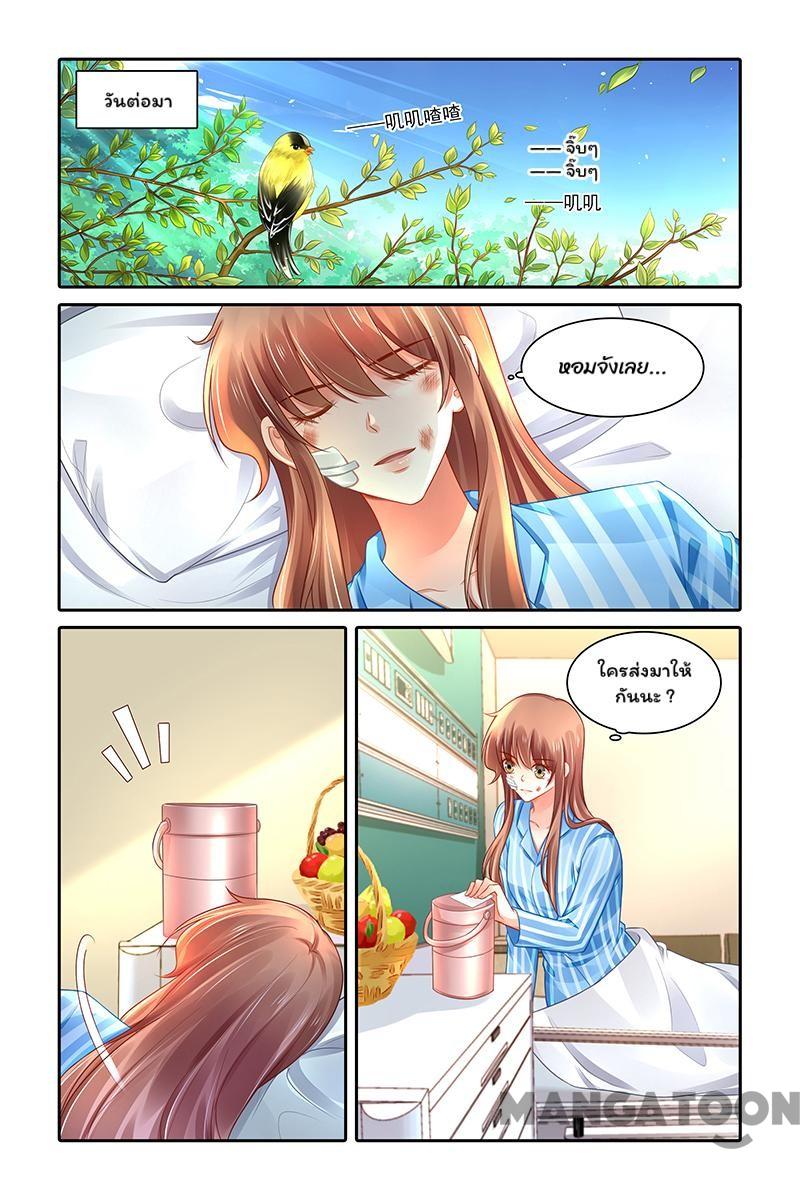 วันต่อมา
——叽叽喳喳
—— จิ๊บๆ
—— จิ๊บๆ
——叽叽
หอมจังเลย...
ใครส่งมาให้
กันนะ ?
MANGATOON